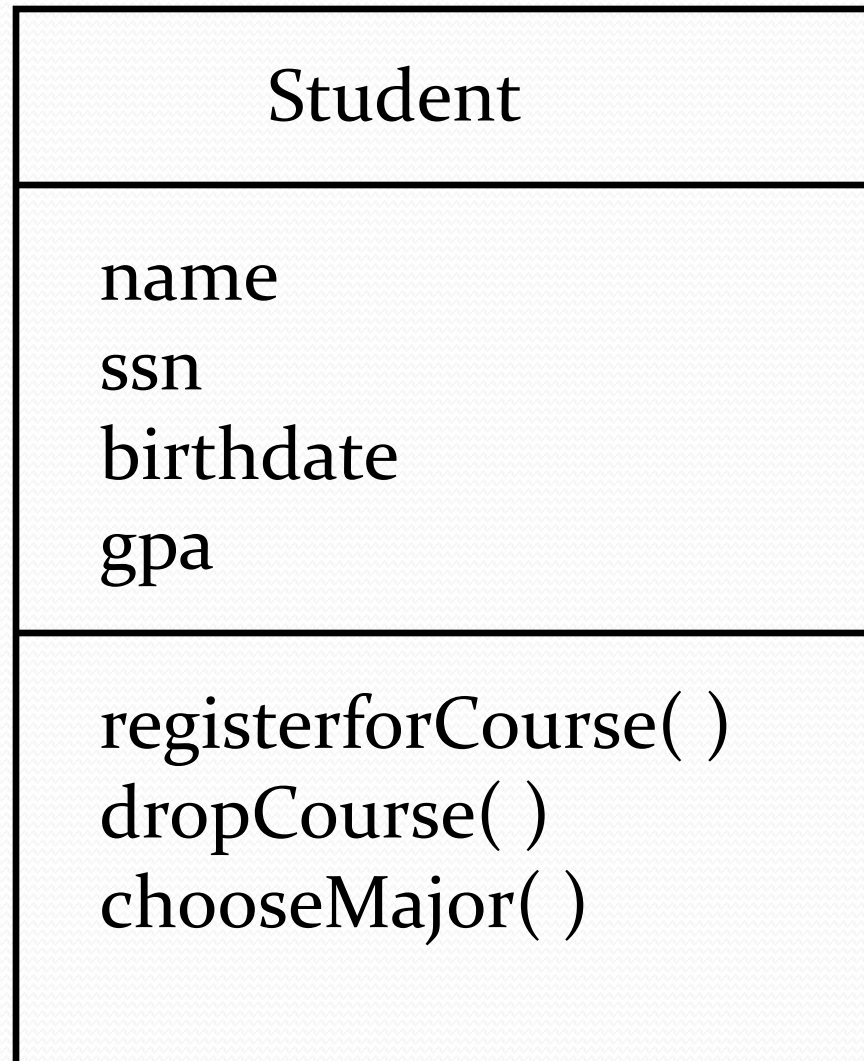 Student
name
ssn
birthdate
gpa
registerforCourse( )
dropCourse( )
chooseMajor( )